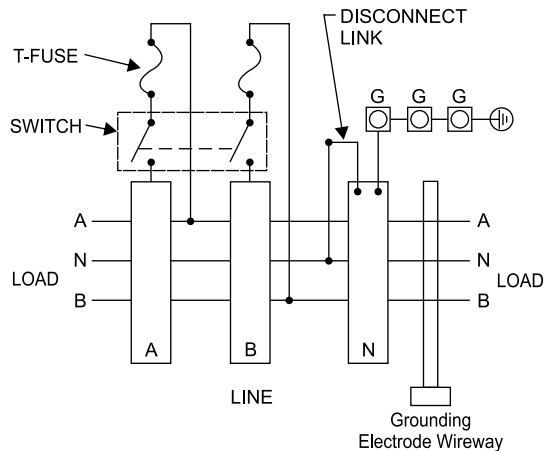 DISCONNECT
LINK
T-FUSE
G G G
SWITCH
A A
N N
LOAD LOAD
B B
A B N
LINE
Grounding
Electrode Wireway